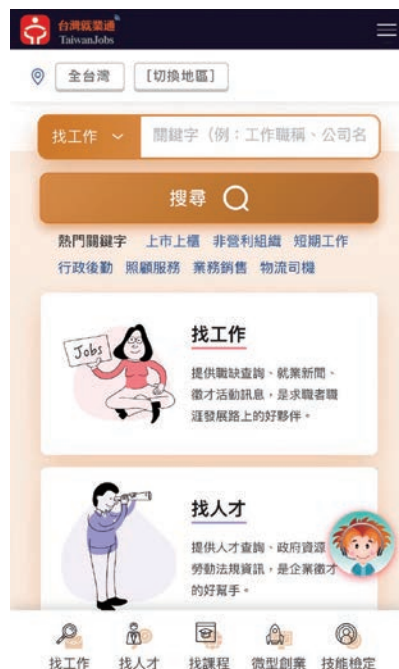 台灣就業通
TaiwanJobs
全台灣 [切換地區]
找工作 關鍵字（例：工作職稱、公司名
搜尋
熱門關鍵字 上市上櫃 非營利組織 短期工作
行政後勤 照顧服務 業務銷售 物流司機
Jobs
找工作
提供職缺查詢、就業新聞、
徵才活動訊息，是求職者職
涯發展路上的好夥伴。
找人才
提供人才查詢、政府資源
勞動法規資訊，是企業徵才
的好幫手。
找工作 找人才 找課程 微型創業 技能檢定